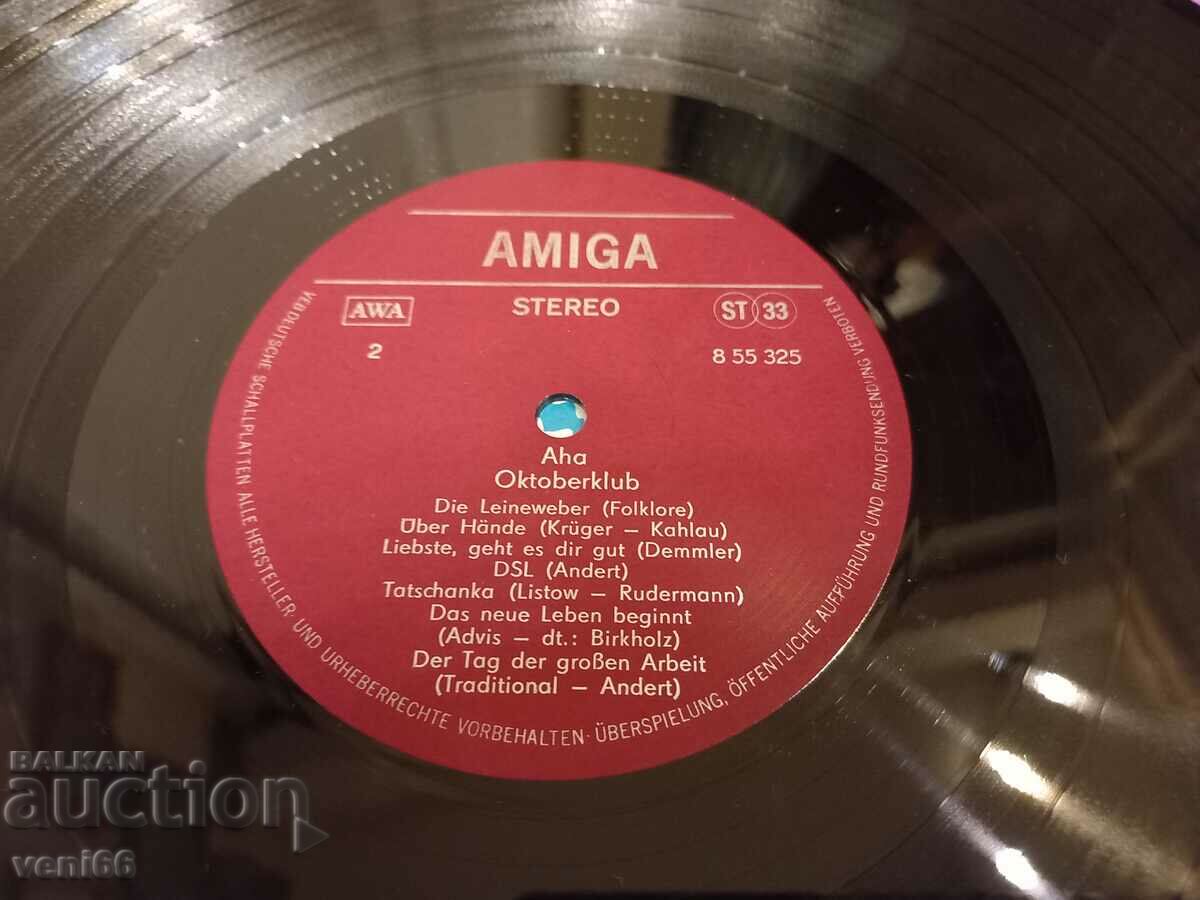 AMIGA
AWA
STEREO
ST 33
2
8 55 325
Aha
Oktoberklub
Die Leineweber (Folklore)
Über Hände (Krüger – Kahlau)
Liebste, geht es dir gut (Demmler)
DSL (Andert)
Tatschanka (Listow – Rudermann)
Das neue Leben beginnt
(Advis – dt.: Birkholz)
Der Tag der großen Arbeit
(Traditional – Andert)
VEB DEUTSCHE SCHALLPLATTEN ALLE HERSTELLER- UND URHEBERRECHTE VORBEHALTEN · ÜBERSPIELUNG, ÖFFENTLICHE AUFFÜHRUNG UND RUNDFUNKSENDUNG VERBOTEN
BALKAN
auction
veni66